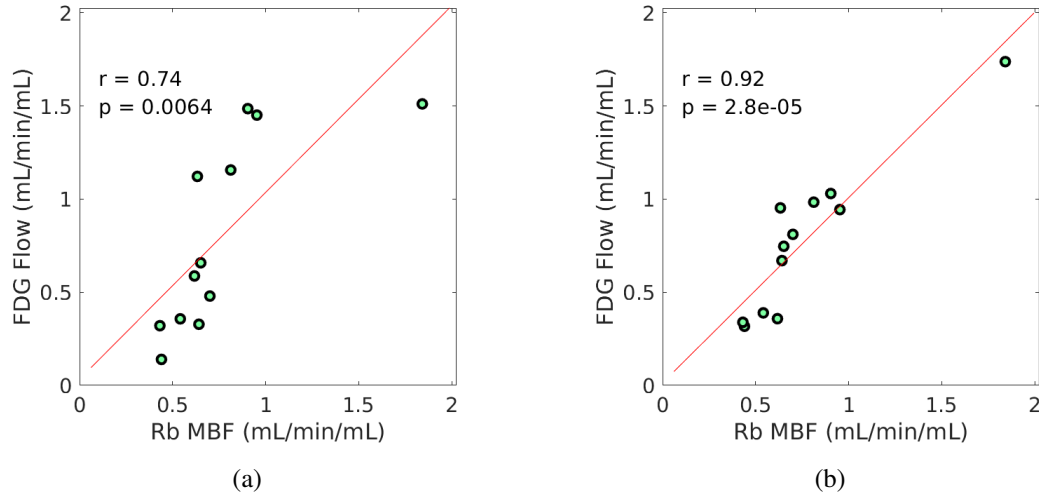 2
1.5
1
0.5
0
r = 0.74
p = 0.0064
FDG Flow (mL/min/mL)
0 0.5 1 1.5 2
Rb MBF (mL/min/mL)
(a)
2
1.5
1
0.5
0
r = 0.92
p = 2.8e-05
FDG Flow (mL/min/mL)
0 0.5 1 1.5 2
Rb MBF (mL/min/mL)
(b)